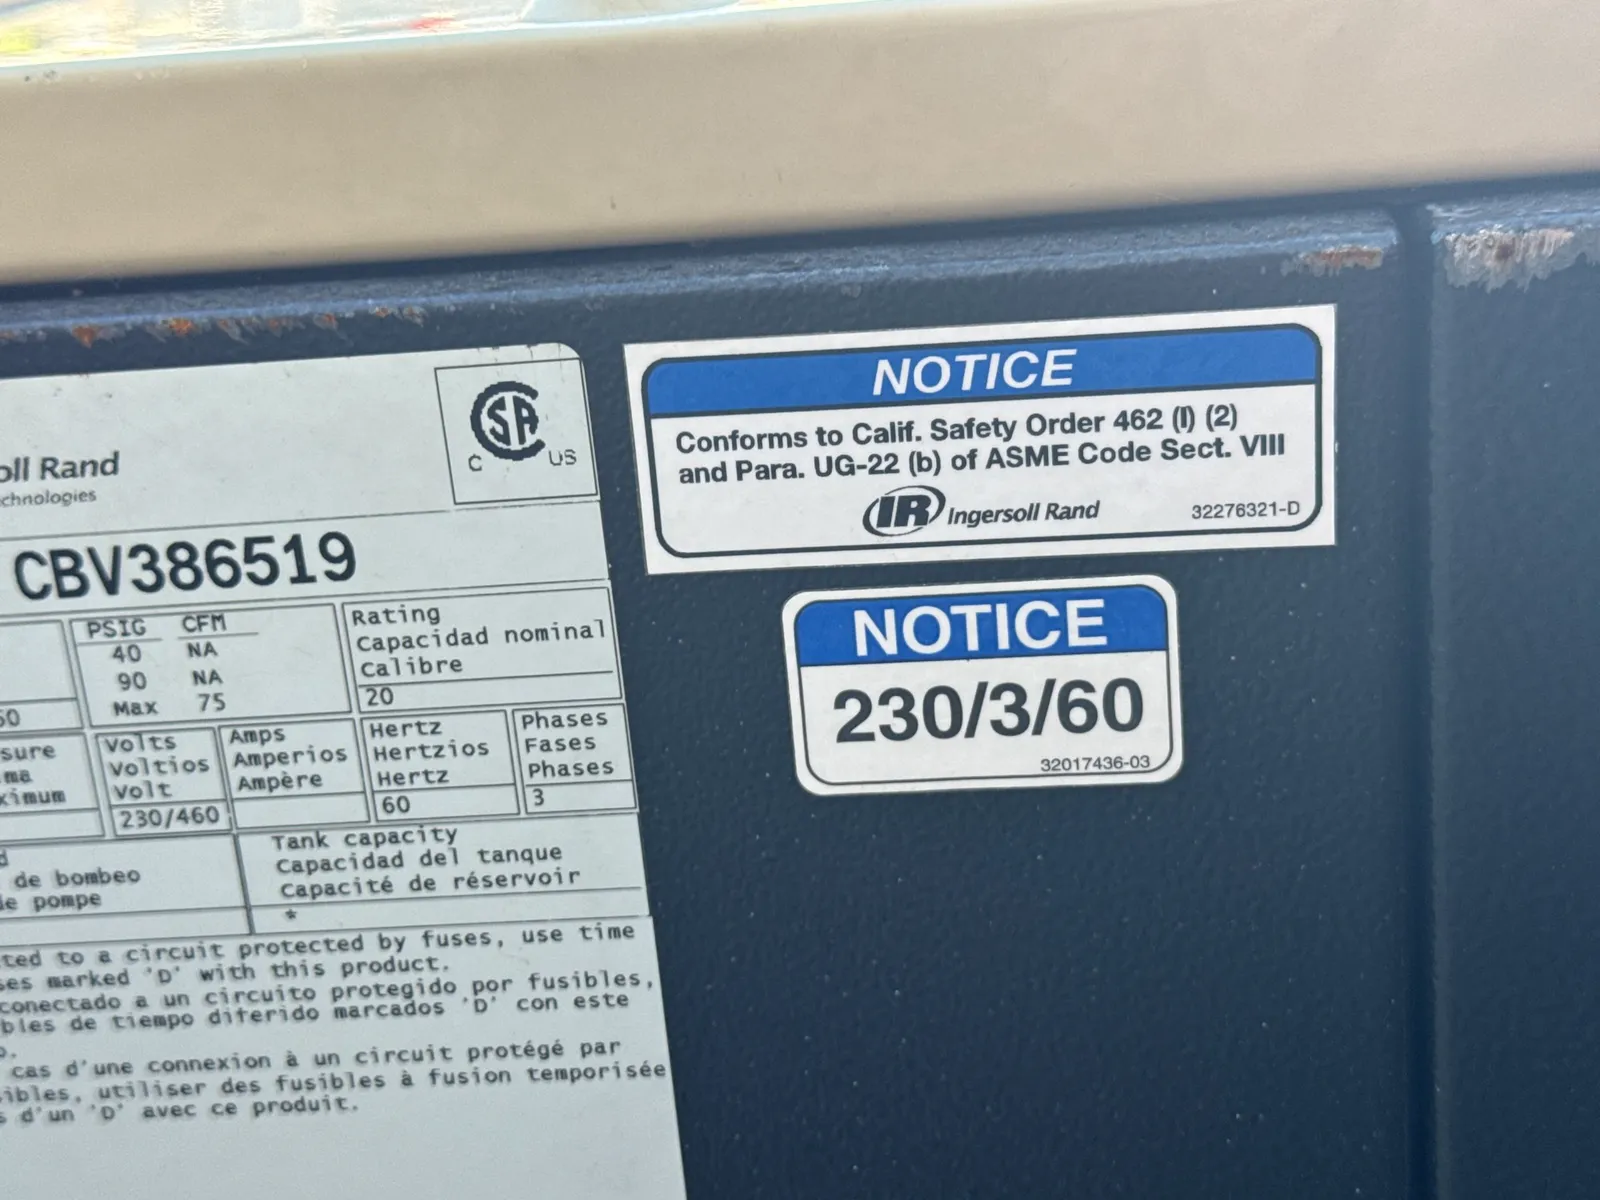 oll Rand
chnologies
CSA
C US
CBV386519
PSIG CFM
40 NA
90 NA
Max 75
Rating
Capacidad nominal
Calibre
20
Volts
Voltios
Volt
230/460
Amps
Amperios
Ampère
Hertz
Hertzios
Hertz
60
Phases
Fases
Phases
3
sure
ma
ximum
de bombeo
de pompe
Tank capacity
Capacidad del tanque
Capacité de réservoir
*
ted to a circuit protected by fuses, use time
ses marked 'D' with this product.
conectado a un circuito protegido por fusibles,
bles de tiempo diferido marcados 'D' con este
o.
cas d'une connexion à un circuit protégé par
ibles, utiliser des fusibles à fusion temporisée
s d'un 'D' avec ce produit.
NOTICE
Conforms to Calif. Safety Order 462 (I) (2)
and Para. UG-22 (b) of ASME Code Sect. VIII
IR Ingersoll Rand 32276321-D
NOTICE
230/3/60
32017436-03